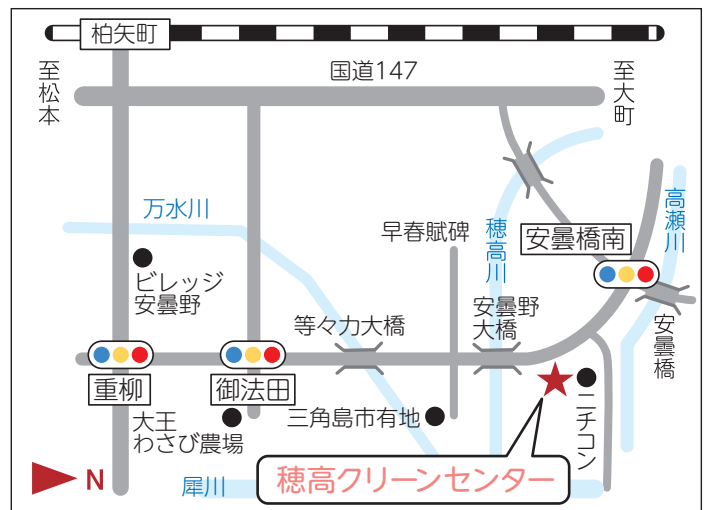 柏矢町
国道147
至松本
至大町
万水川
早春賦碑
穂高川
安曇橋南
高瀬川
ビレッジ
安曇野
等々力大橋
安曇野
大橋
安曇橋
重柳
御法田
大王
わさび農場
三角島市有地
ニチコン
N
犀川
穂高クリーンセンター